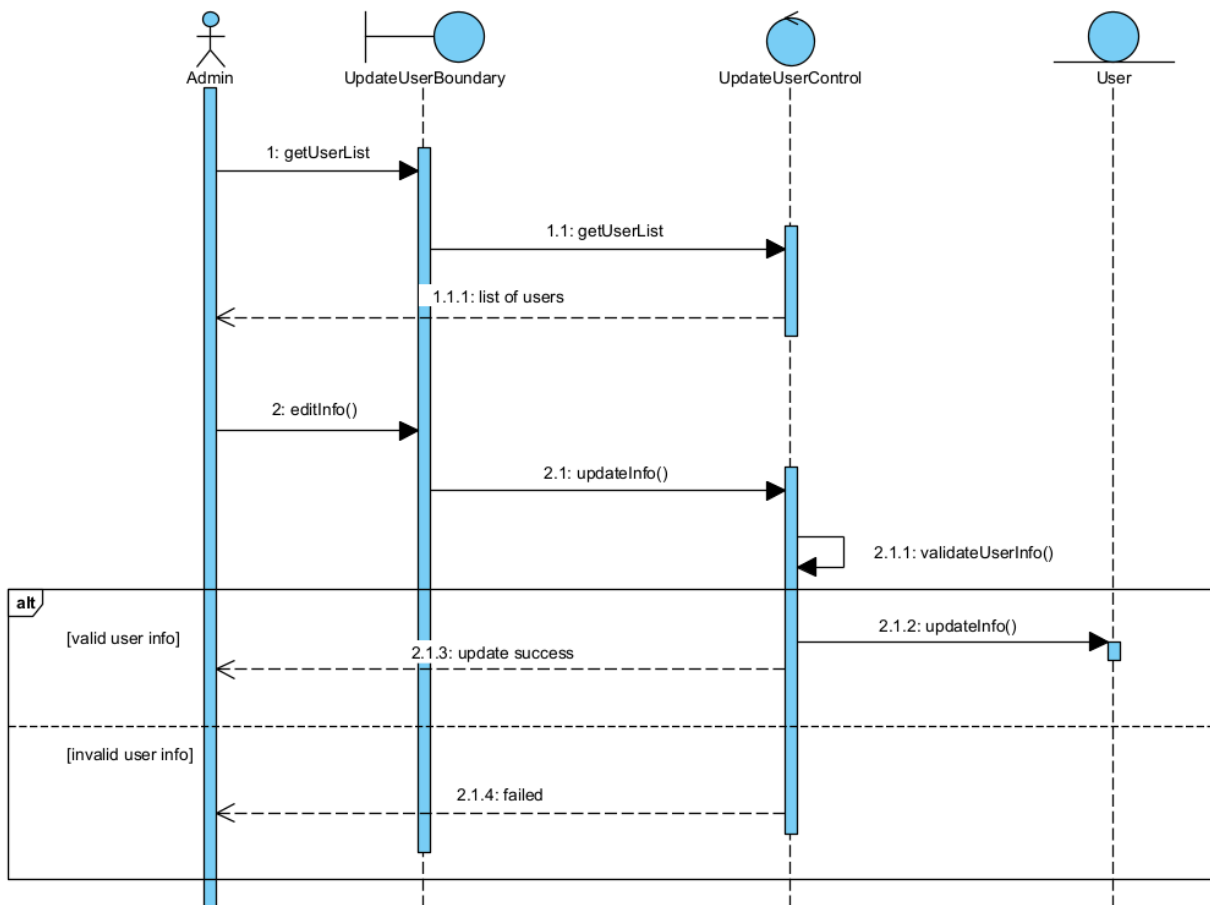 Admin
UpdateUserBoundary
UpdateUserControl
User
1: getUserList
1.1: getUserList
1.1.1: list of users
2: editInfo()
2.1: updateInfo()
2.1.1: validateUserInfo()
alt
[valid user info]
2.1.2: updateInfo()
2.1.3: update success
[invalid user info]
2.1.4: failed